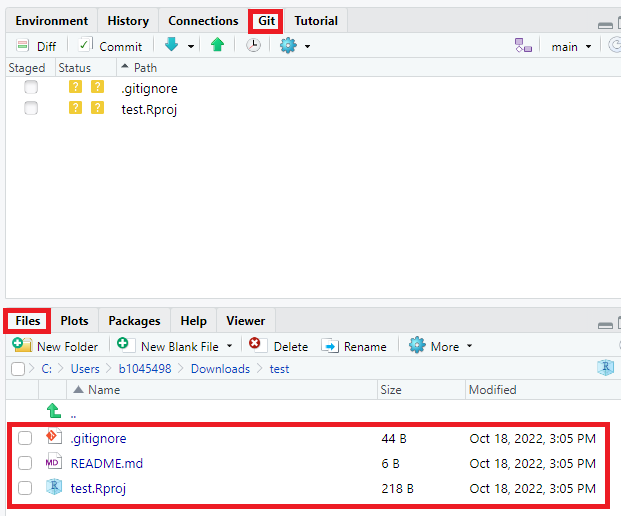 Environment History Connections Git Tutorial
Diff Commit main
Staged Status Path
? ? .gitignore
? ? test.Rproj
Files Plots Packages Help Viewer
New Folder New Blank File Delete Rename More
C: Users b1045498 Downloads test R
Name Size Modified
..
.gitignore 44 B Oct 18, 2022, 3:05 PM
MD README.md 6 B Oct 18, 2022, 3:05 PM
R test.Rproj 218 B Oct 18, 2022, 3:05 PM